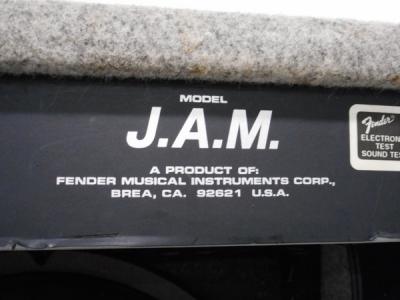 MODEL
J.A.M.
A PRODUCT OF:
FENDER MUSICAL INSTRUMENTS CORP.,
BREA, CA. 92621 U.S.A.
Fender
ELECTRON
TEST
SOUND TES